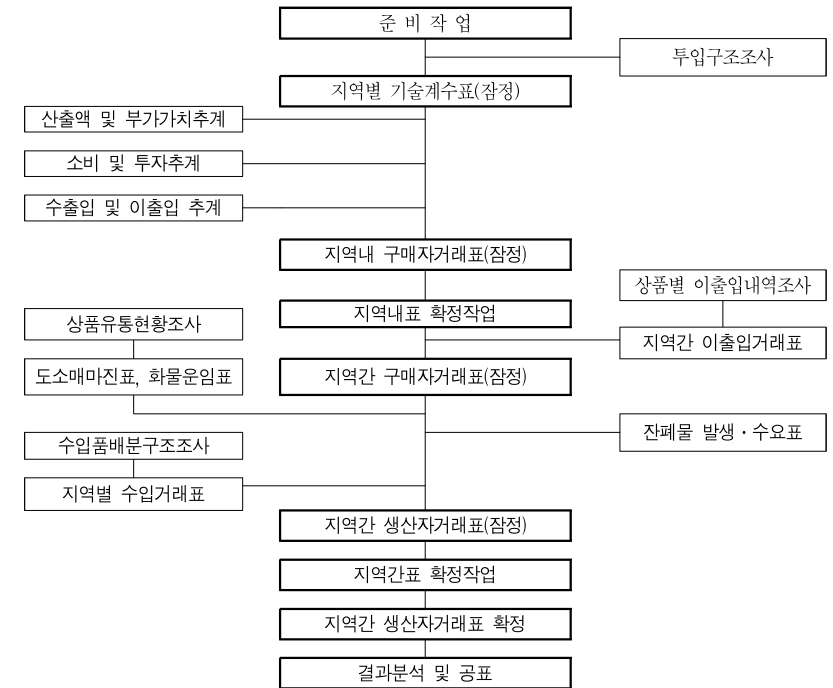 준 비 작 업
투입구조조사
지역별 기술계수표(잠정)
산출액 및 부가가치추계
소비 및 투자추계
수출입 및 이출입 추계
지역내 구매자거래표(잠정)
상품별 이출입내역조사
지역내표 확정작업
상품유통현황조사
지역간 이출입거래표
도소매마진표, 화물운임표
지역간 구매자거래표(잠정)
잔폐물 발생·수요표
수입품배분구조조사
지역별 수입거래표
지역간 생산자거래표(잠정)
지역간표 확정작업
지역간 생산자거래표 확정
결과분석 및 공표